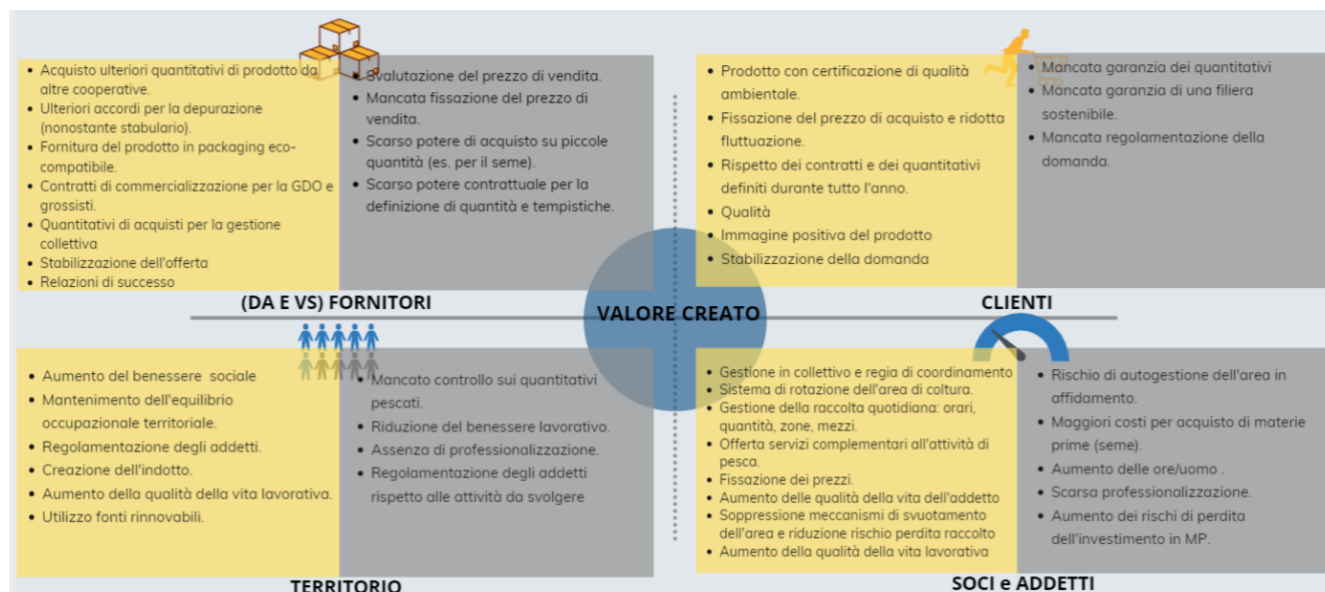 • Acquisto ulteriori quantitativi di prodotto da
altre cooperative.
• Ulteriori accordi per la depurazione
(nonostante stabulario).
• Fornitura del prodotto in packaging eco-
compatibile.
• Contratti di commercializzazione per la GDO e
grossisti.
• Quantitativi di acquisti per la gestione
collettiva
• Stabilizzazione dell'offerta
• Relazioni di successo
• Svalutazione del prezzo di vendita.
• Mancata fissazione del prezzo di
vendita.
• Scarso potere di acquisto su piccole
quantità (es. per il seme).
• Scarso potere contrattuale per la
definizione di quantità e tempistiche.
(DA E VS) FORNITORI
• Prodotto con certificazione di qualità
ambientale.
• Fissazione del prezzo di acquisto e ridotta
fluttuazione.
• Rispetto dei contratti e dei quantitativi
definiti durante tutto l'anno.
• Qualità
• Immagine positiva del prodotto
• Stabilizzazione della domanda
• Mancata garanzia dei quantitativi
• Mancata garanzia di una filiera
sostenibile.
• Mancata regolamentazione della
domanda.
CLIENTI
VALORE CREATO
• Aumento del benessere sociale
• Mantenimento dell'equilibrio
occupazionale territoriale.
• Regolamentazione degli addetti.
• Creazione dell'indotto.
• Aumento della qualità della vita lavorativa.
• Utilizzo fonti rinnovabili.
• Mancato controllo sui quantitativi
pescati.
• Riduzione del benessere lavorativo.
• Assenza di professionalizzazione.
• Regolamentazione degli addetti
rispetto alle attività da svolgere
TERRITORIO
• Gestione in collettivo e regia di coordinamento
• Sistema di rotazione dell'area di coltura.
• Gestione della raccolta quotidiana: orari,
quantità, zone, mezzi.
• Offerta servizi complementari all'attività di
pesca.
• Fissazione dei prezzi.
• Aumento delle qualità della vita dell'addetto
• Soppressione meccanismi di svuotamento
dell'area e riduzione rischio perdita raccolto
• Aumento della qualità della vita lavorativa
• Rischio di autogestione dell'area in
affidamento.
• Maggiori costi per acquisto di materie
prime (seme).
• Aumento delle ore/uomo .
• Scarsa professionalizzazione.
• Aumento dei rischi di perdita
dell'investimento in MP.
SOCI e ADDETTI